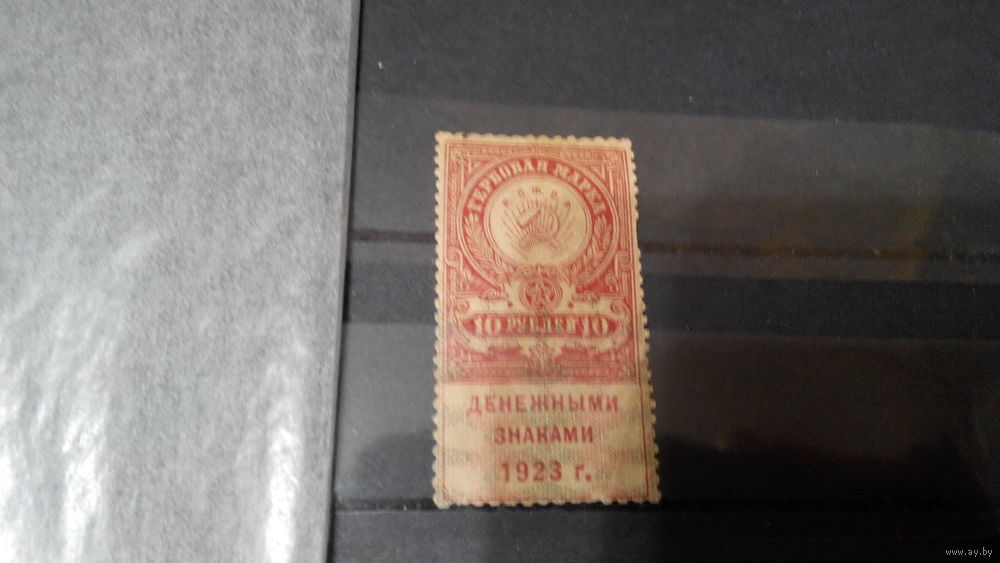 ГЕРБОВАЯ МАРКА
Р.С.Ф.С.Р.
10 РУБЛЕЙ 10
ДЕНЕЖНЫМИ
ЗНАКАМИ
1923 г.
www.ay.by